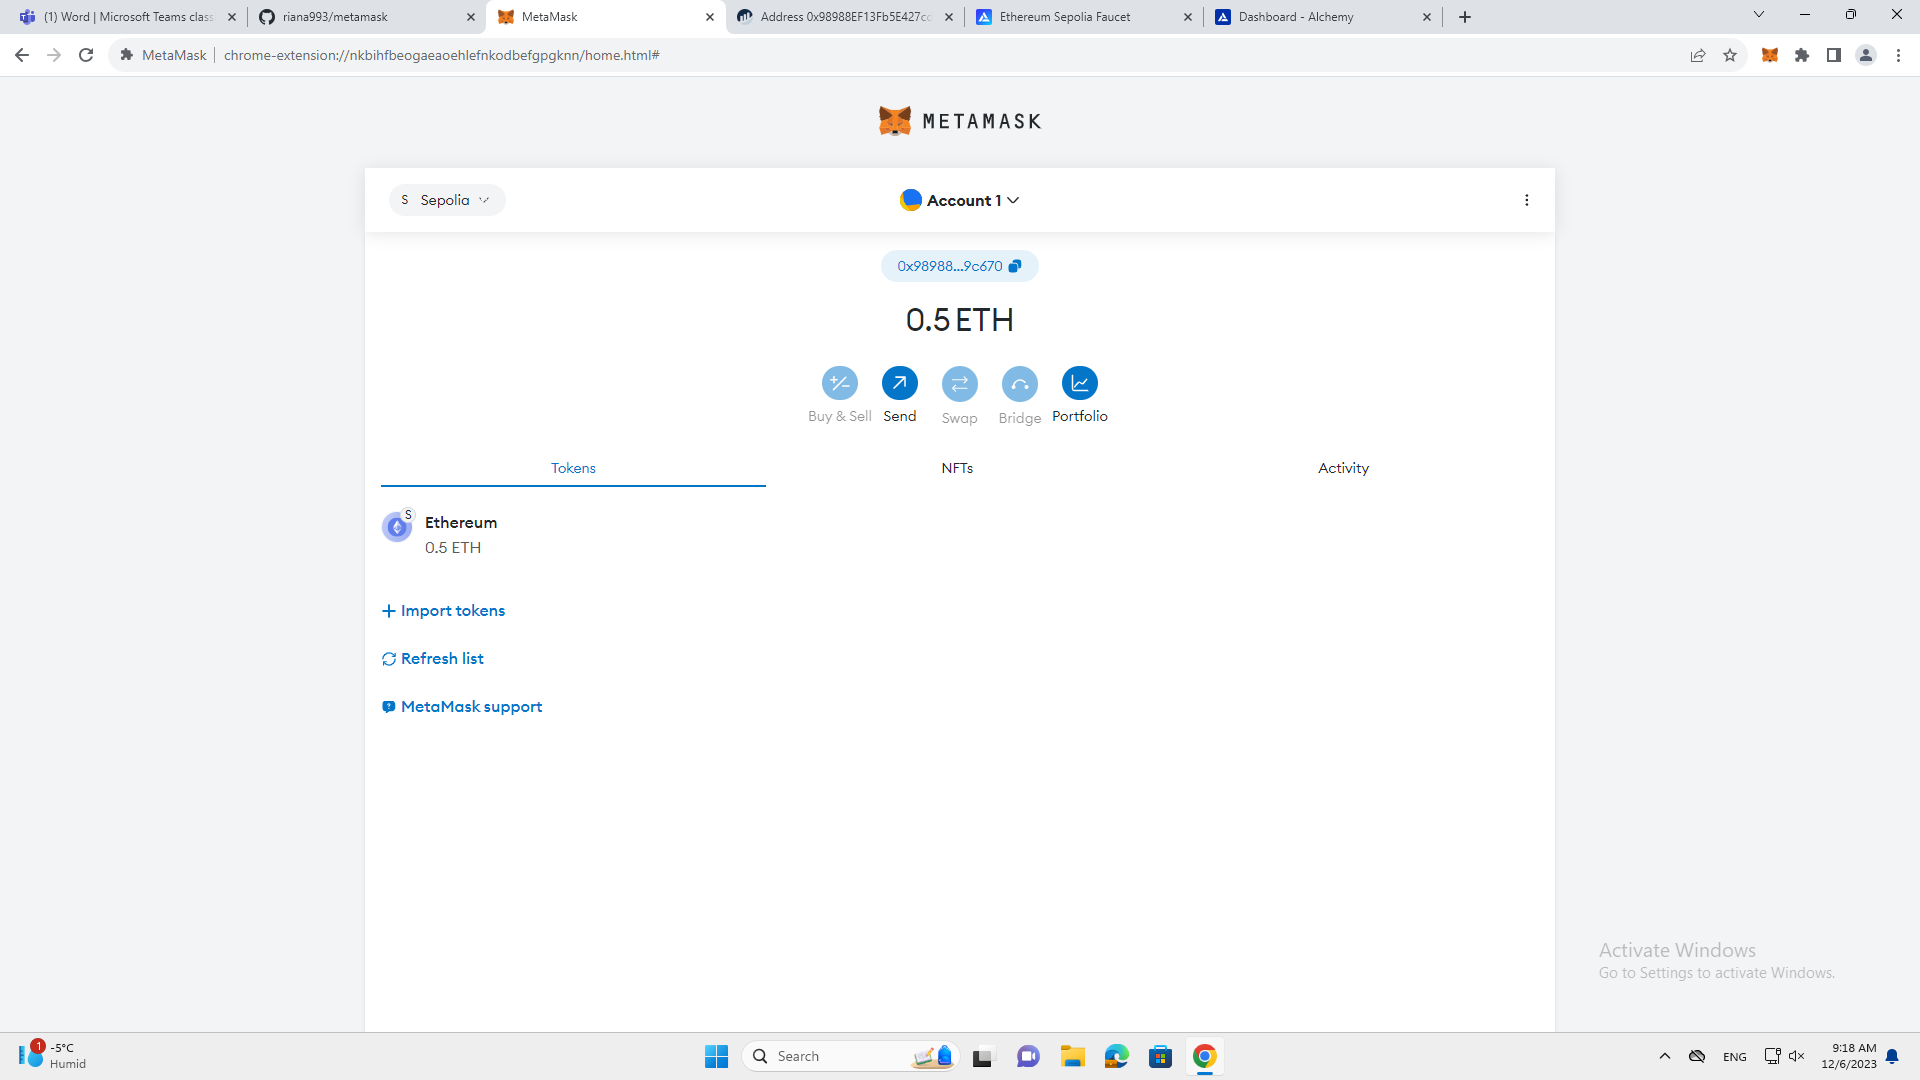 (1) Word | Microsoft Teams class
riana993/metamask
MetaMask
Address 0x98988EF13Fb5E427cd
Ethereum Sepolia Faucet
Dashboard - Alchemy
MetaMask
chrome-extension://nkbihfbeogaeaoehlefnkodbefgpgknn/home.html#
METAMASK
S Sepolia
Account 1
0x98988...9c670
0.5 ETH
Buy & Sell
Send
Swap
Bridge
Portfolio
Tokens
NFTs
Activity
S
Ethereum
0.5 ETH
Import tokens
Refresh list
MetaMask support
Activate Windows
Go to Settings to activate Windows.
1
-5°C
Humid
Search
ENG
9:18 AM
12/6/2023